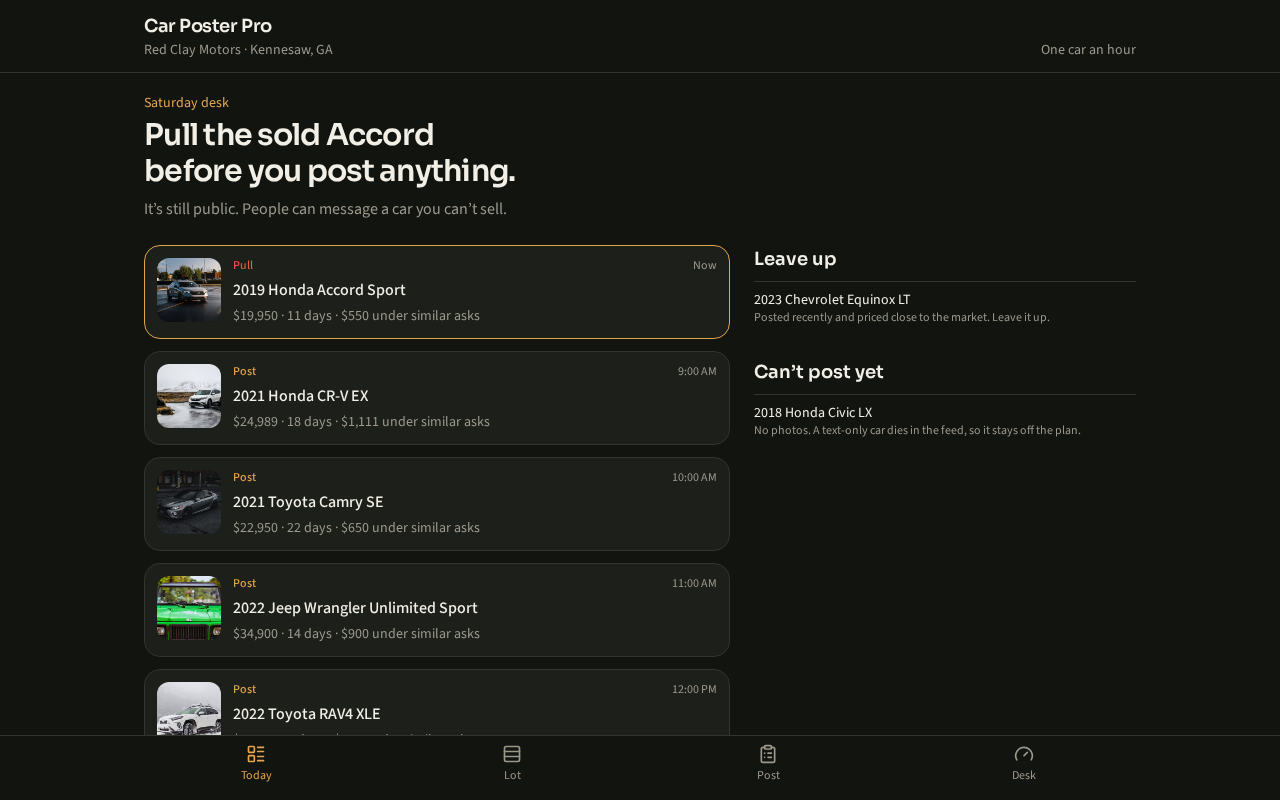 Car Poster Pro
Red Clay Motors · Kennesaw, GA
One car an hour
Saturday desk
Pull the sold Accord
before you post anything.
It’s still public. People can message a car you can’t sell.
Pull
Now
2019 Honda Accord Sport
$19,950 · 11 days · $550 under similar asks
Post
9:00 AM
2021 Honda CR-V EX
$24,989 · 18 days · $1,111 under similar asks
Post
10:00 AM
2021 Toyota Camry SE
$22,950 · 22 days · $650 under similar asks
Post
11:00 AM
2022 Jeep Wrangler Unlimited Sport
$34,900 · 14 days · $900 under similar asks
Post
12:00 PM
2022 Toyota RAV4 XLE
Leave up
2023 Chevrolet Equinox LT
Posted recently and priced close to the market. Leave it up.
Can’t post yet
2018 Honda Civic LX
No photos. A text-only car dies in the feed, so it stays off the plan.
Today
Lot
Post
Desk